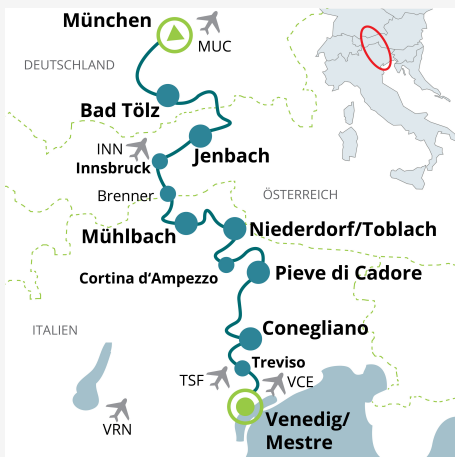 München
MUC
DEUTSCHLAND
Bad Tölz
INN
Jenbach
Innsbruck
Brenner
ÖSTERREICH
Mühlbach
Niederdorf/Toblach
Cortina d'Ampezzo
Pieve di Cadore
ITALIEN
Conegliano
Treviso
TSF
VCE
VRN
Venedig/
Mestre